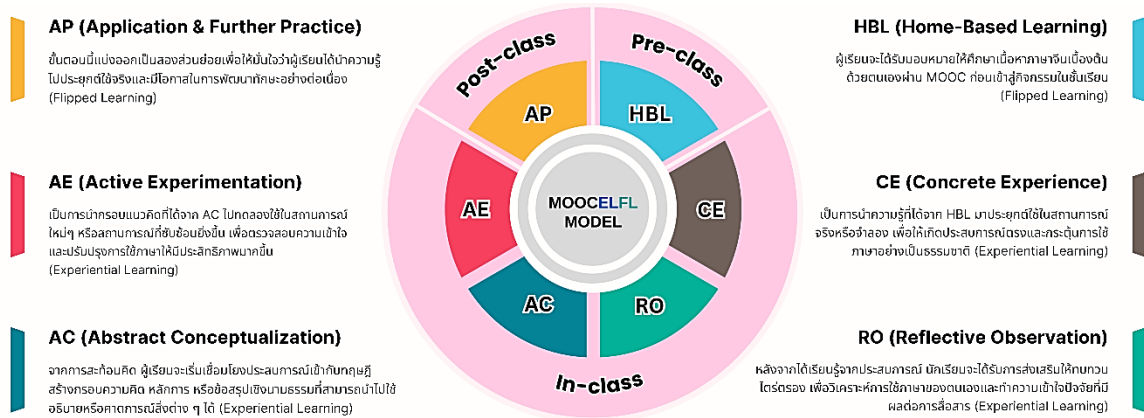 AP (Application & Further Practice)
ขั้นตอนนี้แบ่งออกเป็นสองส่วนย่อยเพื่อให้มั่นใจว่าผู้เรียนได้นำความรู้
ไปประยุกต์ใช้จริงและมีโอกาสในการพัฒนาทักษะอย่างต่อเนื่อง
(Flipped Learning)
AE (Active Experimentation)
เป็นการนำกรอบแนวคิดที่ได้จาก AC ไปทดลองใช้ในสถานการณ์
ใหม่ๆ หรือสถานการณ์ที่ซับซ้อนยิ่งขึ้น เพื่อตรวจสอบความเข้าใจ
และปรับปรุงการใช้ภาษาให้มีประสิทธิภาพมากขึ้น
(Experiential Learning)
AC (Abstract Conceptualization)
จากการสะท้อนคิด ผู้เรียนจะเริ่มเชื่อมโยงประสบการณ์เข้ากับทฤษฎี
สร้างกรอบความคิด หลักการ หรือข้อสรุปเชิงนามธรรมที่สามารถนำไปใช้
อธิบายหรือคาดการณ์สิ่งต่าง ๆ ได้ (Experiential Learning)
Post-class
Pre-class
AP
HBL
AE
MOOCELFL
MODEL
CE
AC
RO
In-class
HBL (Home-Based Learning)
ผู้เรียนจะได้รับมอบหมายให้ศึกษาเนื้อหาภาษาจีนเบื้องต้น
ด้วยตนเองผ่าน MOOC ก่อนเข้าสู่กิจกรรมในชั้นเรียน
(Flipped Learning)
CE (Concrete Experience)
เป็นการนำความรู้ที่ได้จาก HBL มาประยุกต์ใช้ในสถานการณ์
จริงหรือจำลอง เพื่อให้เกิดประสบการณ์ตรงและกระตุ้นการใช้
ภาษาอย่างเป็นธรรมชาติ (Experiential Learning)
RO (Reflective Observation)
หลังจากได้เรียนรู้จากประสบการณ์ นักเรียนจะได้รับการส่งเสริมให้ทบทวน
ไตร่ตรอง เพื่อวิเคราะห์การใช้ภาษาของตนเองและทำความเข้าใจปัจจัยที่มี
ผลต่อการสื่อสาร (Experiential Learning)